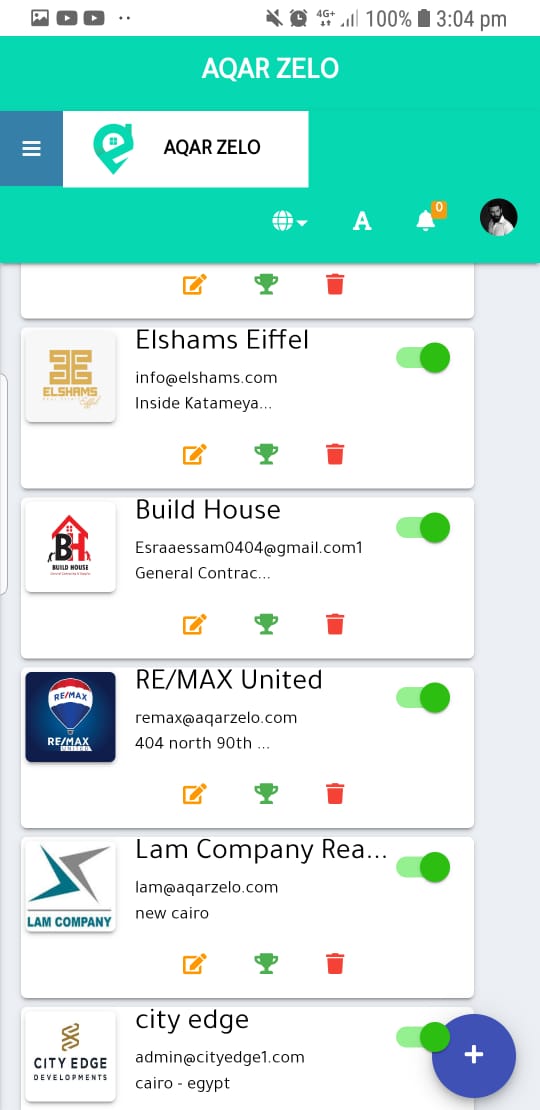 4G+ 100% 3:04 pm
AQAR ZELO
AQAR ZELO
A
0
Elshams Eiffel
ELSHAMS
Eiffel
info@elshams.com
Inside Katameya...
Build House
BH
BUILD HOUSE
Esraaessam0404@gmail.com1
General Contrac...
RE/MAX United
RE/MAX
RE/MAX
UNITED
remax@aqarzelo.com
404 north 90th ...
Lam Company Rea...
LAM COMPANY
lam@aqarzelo.com
new cairo
city edge
CITY EDGE
DEVELOPMENTS
admin@cityedge1.com
cairo - egypt